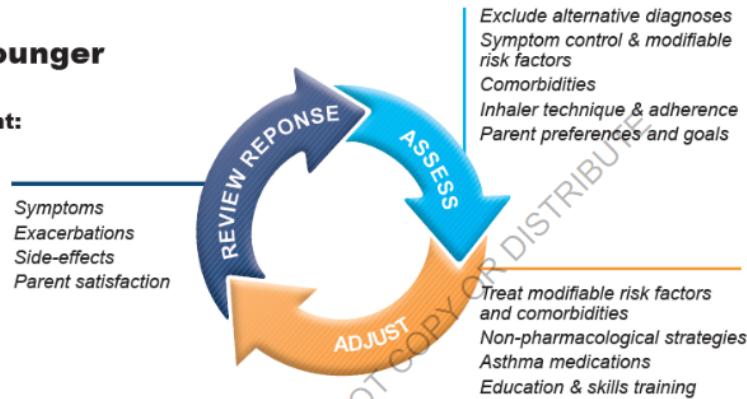 ounger
nt:
Exclude alternative diagnoses
Symptom control & modifiable
risk factors
Comorbidities
Inhaler technique & adherence
Parent preferences and goals
REVIEW REPONSE
ASSESS
Symptoms
Exacerbations
Side-effects
Parent satisfaction
ADJUST
Treat modifiable risk factors
and comorbidities
Non-pharmacological strategies
Asthma medications
Education & skills training
OT COPY OR DISTRIBUTE